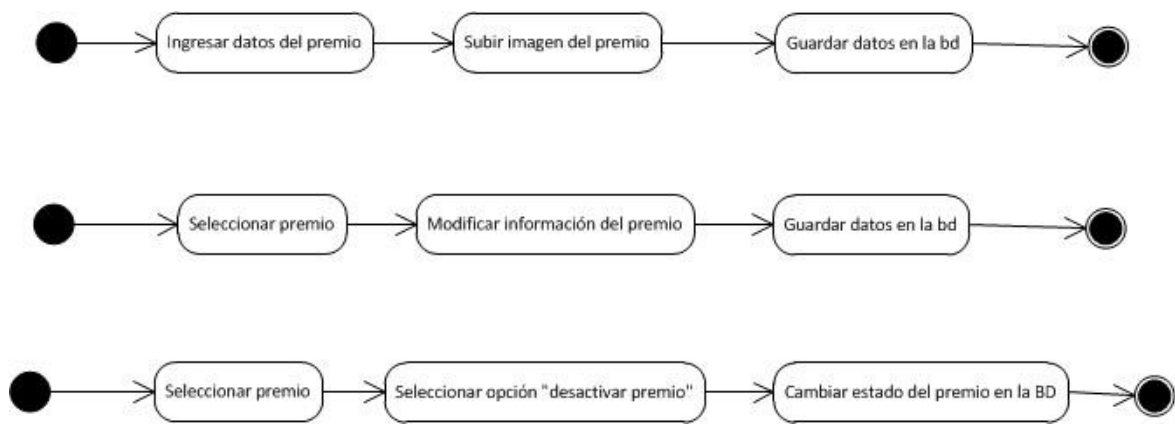 Ingresar datos del premio
Subir imagen del premio
Guardar datos en la bd
Seleccionar premio
Modificar información del premio
Guardar datos en la bd
Seleccionar premio
Seleccionar opción "desactivar premio"
Cambiar estado del premio en la BD